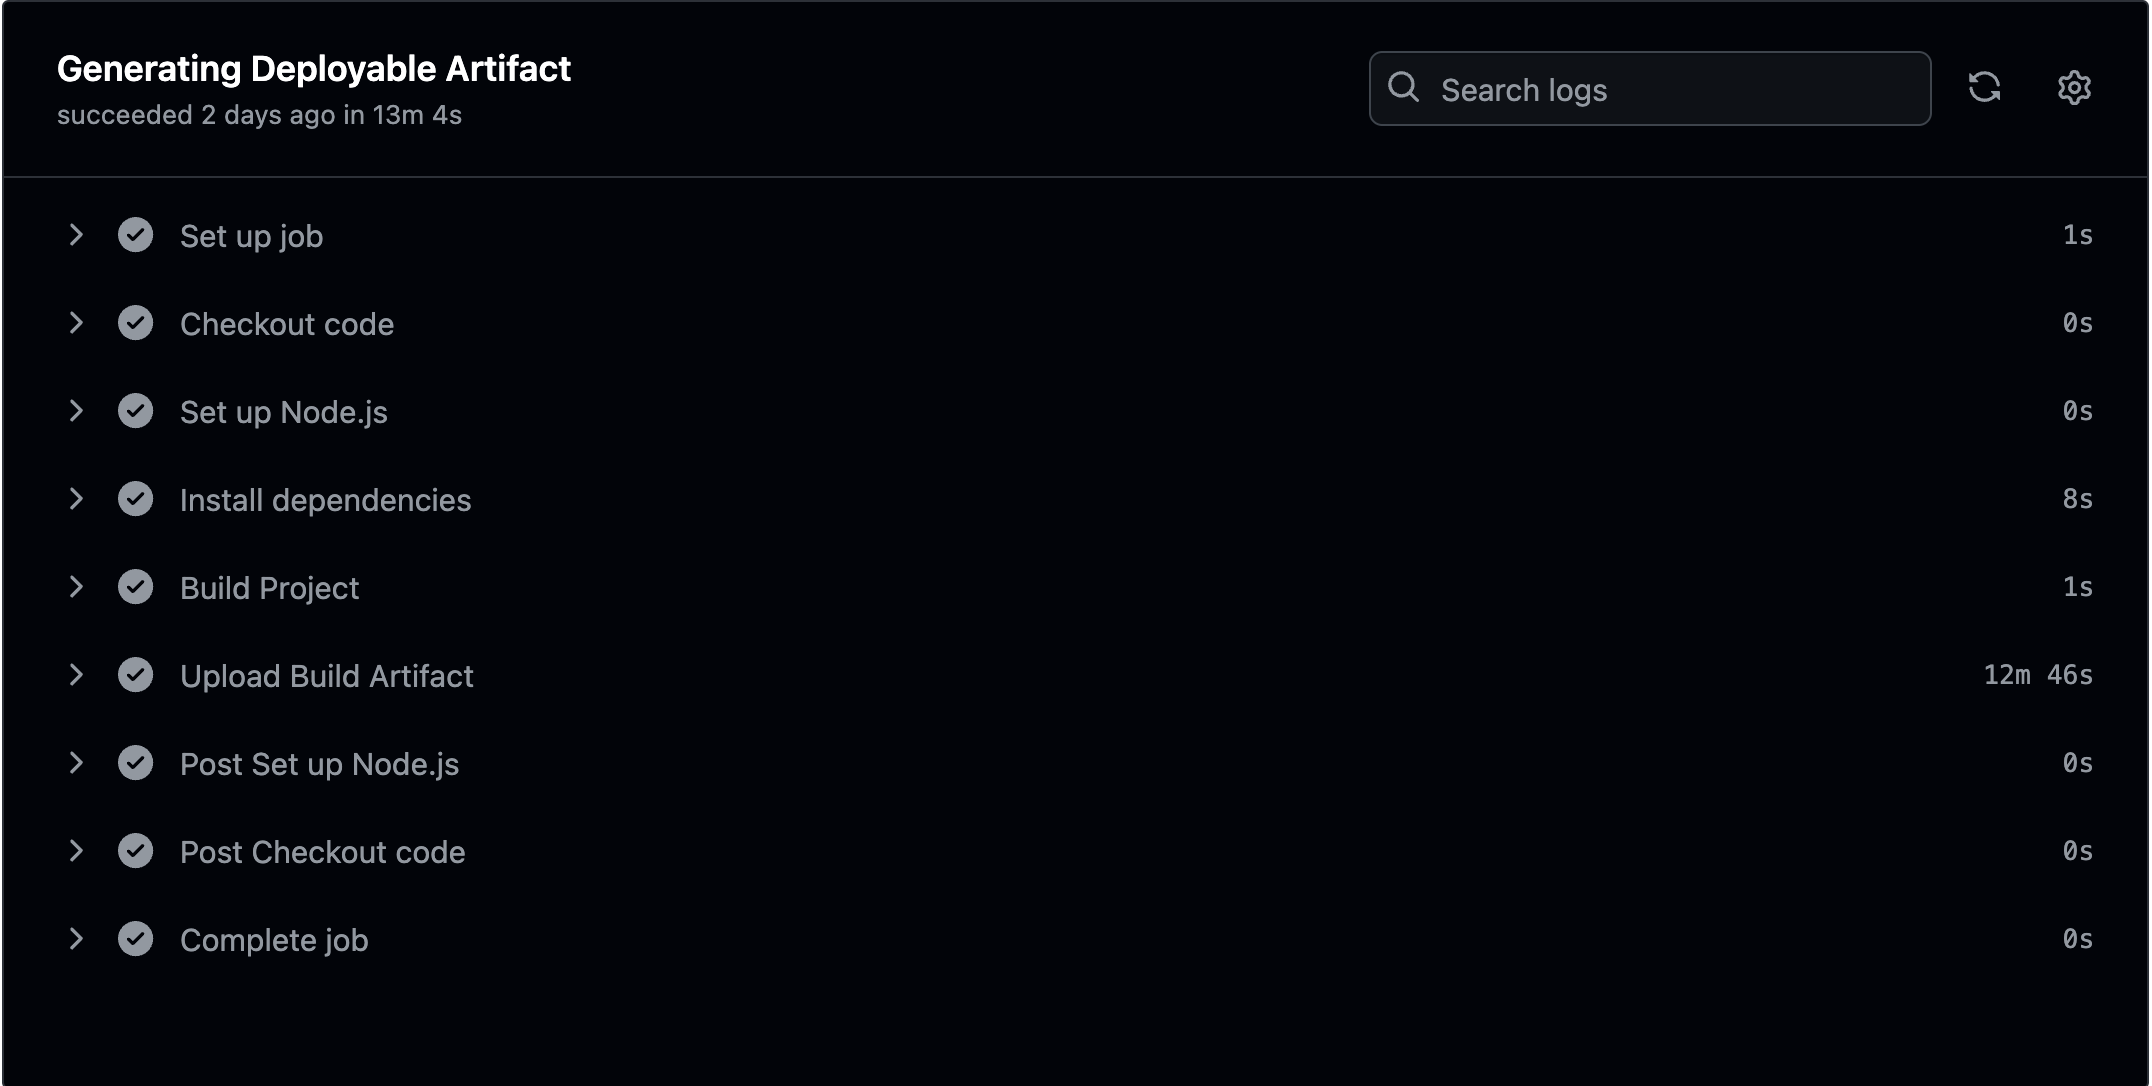 Generating Deployable Artifact
succeeded 2 days ago in 13m 4s
Search logs
Set up job 1s
Checkout code 0s
Set up Node.js 0s
Install dependencies 8s
Build Project 1s
Upload Build Artifact 12m 46s
Post Set up Node.js 0s
Post Checkout code 0s
Complete job 0s